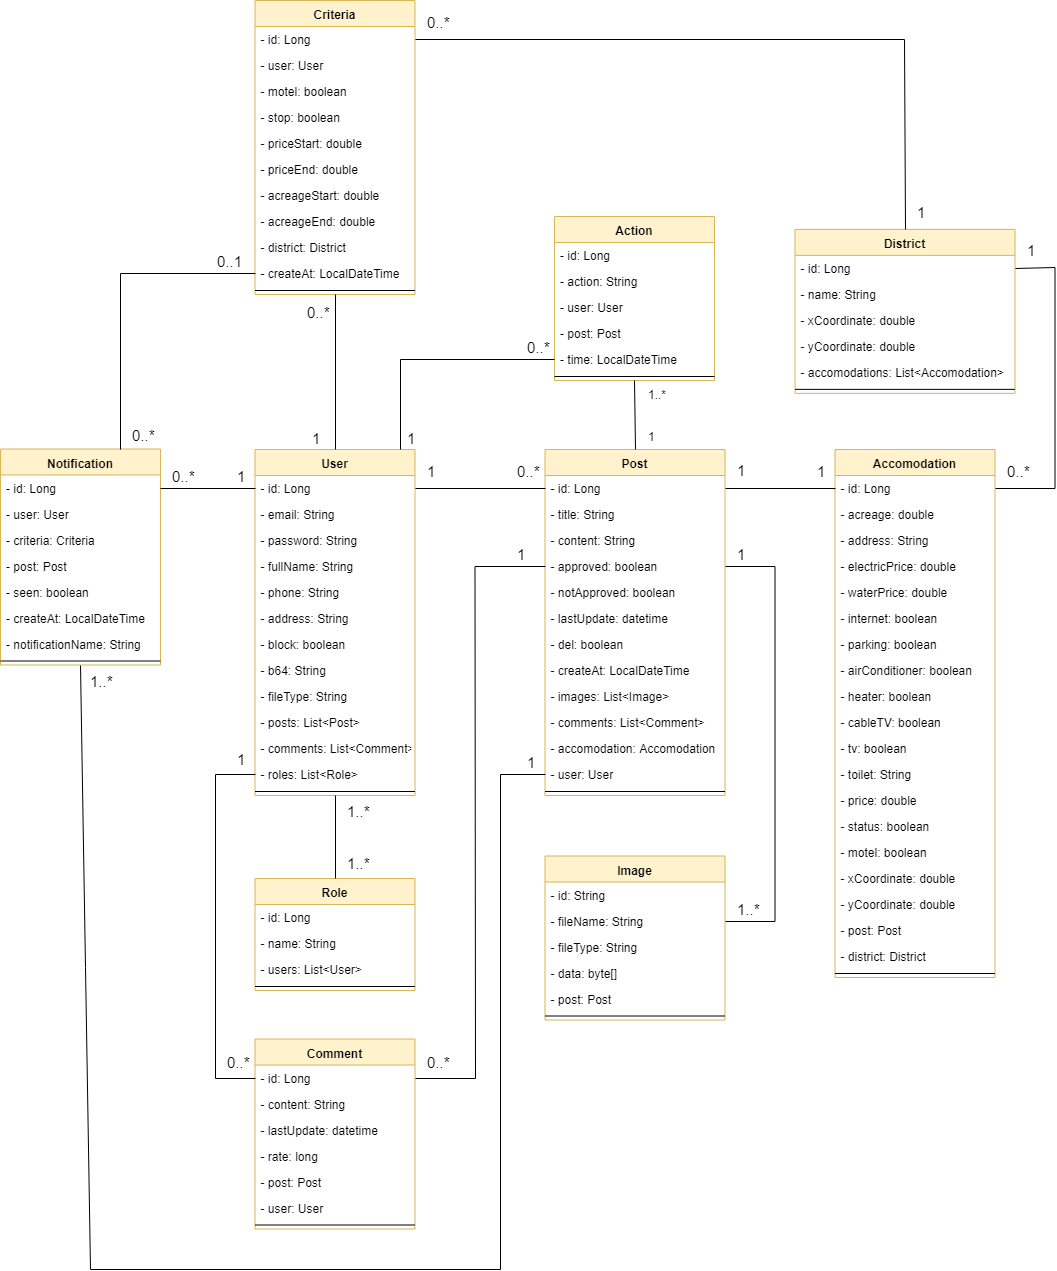 Criteria
- id: Long
- user: User
- motel: boolean
- stop: boolean
- priceStart: double
- priceEnd: double
- acreageStart: double
- acreageEnd: double
- district: District
- createAt: LocalDateTime
0..*
1
0..1
0..*
0..*
1
Action
- id: Long
- action: String
- user: User
- post: Post
- time: LocalDateTime
0..*
1
1..*
1
District
- id: Long
- name: String
- xCoordinate: double
- yCoordinate: double
- accomodations: List<Accomodation>
1
0..*
Notification
- id: Long
- user: User
- criteria: Criteria
- post: Post
- seen: boolean
- createAt: LocalDateTime
- notificationName: String
0..*
1
1..*
1
User
- id: Long
- email: String
- password: String
- fullName: String
- phone: String
- address: String
- block: boolean
- b64: String
- fileType: String
- posts: List<Post>
- comments: List<Comment>
- roles: List<Role>
1
0..*
1
0..*
1..*
1..*
Post
- id: Long
- title: String
- content: String
- approved: boolean
- notApproved: boolean
- lastUpdate: datetime
- del: boolean
- createAt: LocalDateTime
- images: List<Image>
- comments: List<Comment>
- accomodation: Accomodation
- user: User
1
1
1
0..*
1
1..*
Accomodation
- id: Long
- acreage: double
- address: String
- electricPrice: double
- waterPrice: double
- internet: boolean
- parking: boolean
- airConditioner: boolean
- heater: boolean
- cableTV: boolean
- tv: boolean
- toilet: String
- price: double
- status: boolean
- motel: boolean
- xCoordinate: double
- yCoordinate: double
- post: Post
- district: District
Role
- id: Long
- name: String
- users: List<User>
Image
- id: String
- fileName: String
- fileType: String
- data: byte[]
- post: Post
Comment
- id: Long
- content: String
- lastUpdate: datetime
- rate: long
- post: Post
- user: User